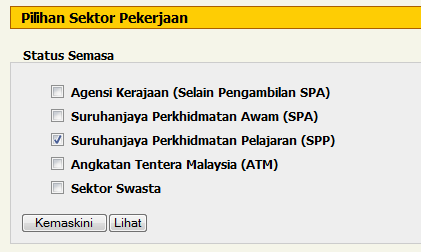 Pilihan Sektor Pekerjaan
Status Semasa
Agensi Kerajaan (Selain Pengambilan SPA)
Suruhanjaya Perkhidmatan Awam (SPA)
Suruhanjaya Perkhidmatan Pelajaran (SPP)
Angkatan Tentera Malaysia (ATM)
Sektor Swasta
Kemaskini Lihat